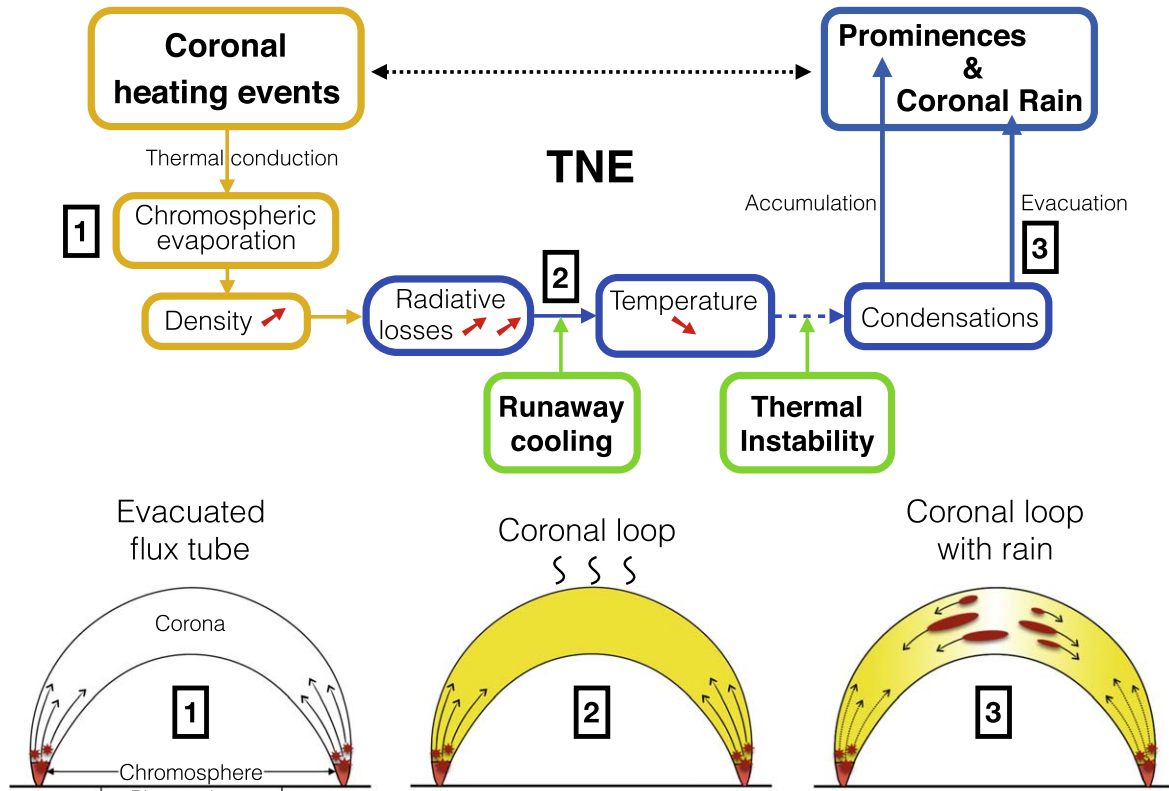 Coronal
heating events
Prominences
&
Coronal Rain
Thermal conduction
TNE
1
Chromospheric
evaporation
Accumulation
Evacuation
3
2
Density
Radiative
losses
Temperature
Condensations
Runaway
cooling
Thermal
Instability
Evacuated
flux tube
Coronal loop
Coronal loop
with rain
Corona
1
2
3
Chromosphere